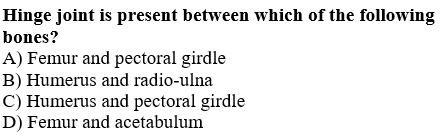 Hinge joint is present between which of the following
bones?
A) Femur and pectoral girdle
B) Humerus and radio-ulna
C) Humerus and pectoral girdle
D) Femur and acetabulum